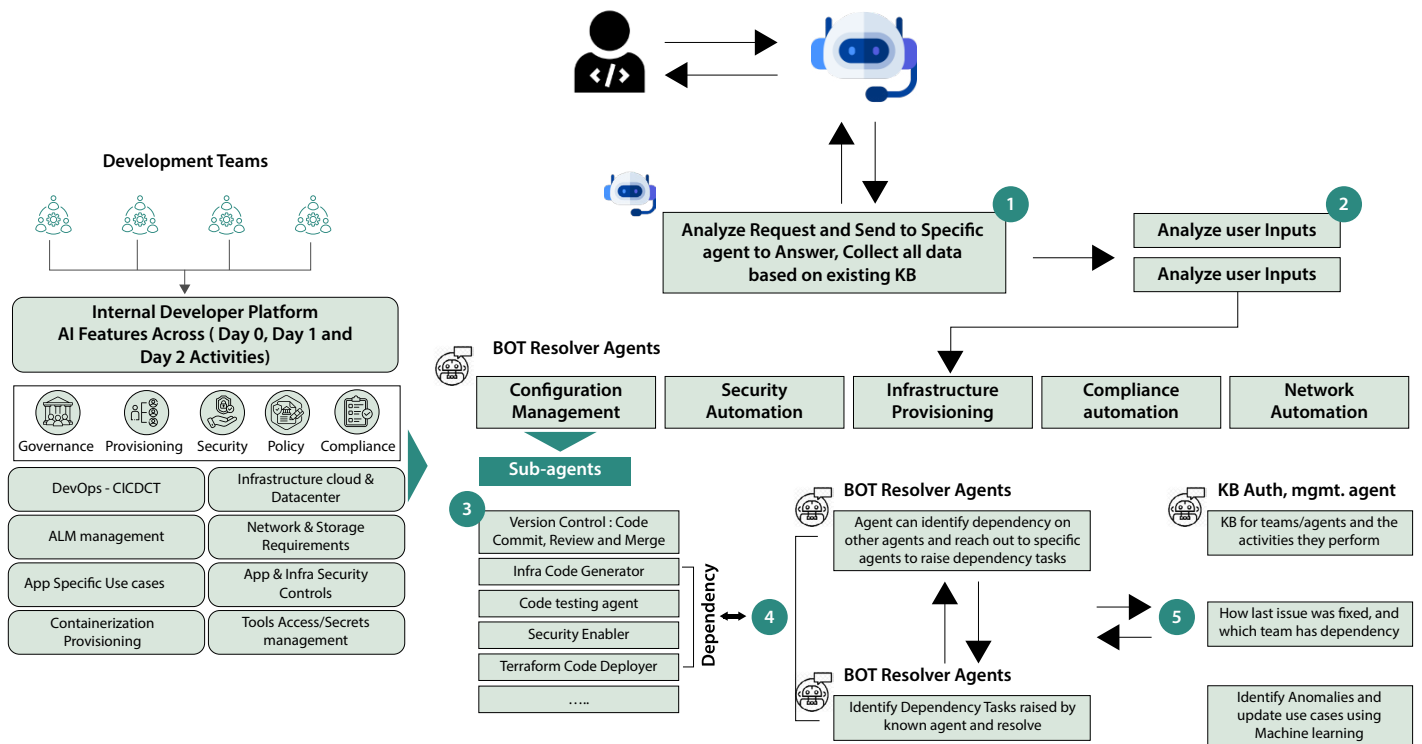 </>
Development Teams
Internal Developer Platform
AI Features Across ( Day 0, Day 1 and
Day 2 Activities)
Governance
Provisioning
Security
Policy
Compliance
DevOps - CICDCT
Infrastructure cloud &
Datacenter
ALM management
Network & Storage
Requirements
App Specific Use cases
App & Infra Security
Controls
Containerization
Provisioning
Tools Access/Secrets
management
1
Analyze Request and Send to Specific
agent to Answer, Collect all data
based on existing KB
2
Analyze user Inputs
Analyze user Inputs
BOT Resolver Agents
Configuration
Management
Security
Automation
Infrastructure
Provisioning
Compliance
automation
Network
Automation
Sub-agents
3
Version Control : Code
Commit, Review and Merge
Infra Code Generator
Code testing agent
Security Enabler
Terraform Code Deployer
.....
Dependency
4
BOT Resolver Agents
Agent can identify dependency on
other agents and reach out to specific
agents to raise dependency tasks
BOT Resolver Agents
Identify Dependency Tasks raised by
known agent and resolve
5
KB Auth, mgmt. agent
KB for teams/agents and the
activities they perform
How last issue was fixed, and
which team has dependency
Identify Anomalies and
update use cases using
Machine learning